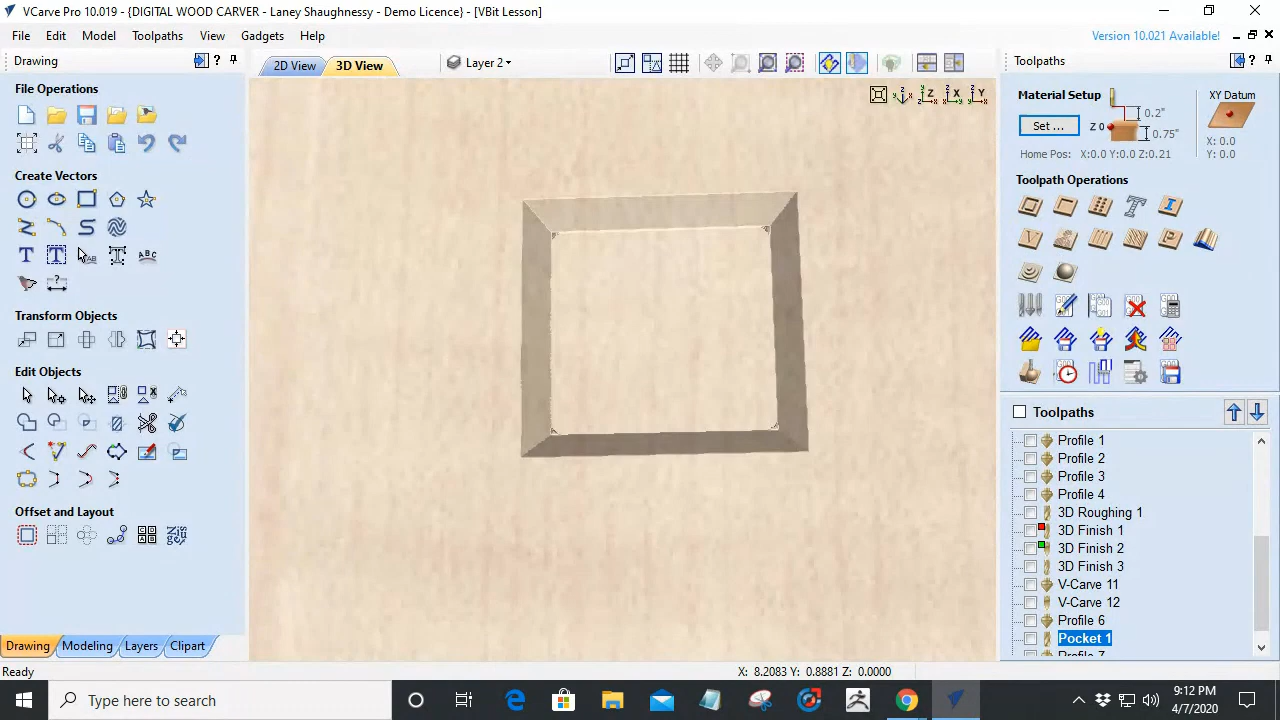 VCarve Pro 10.019 - {DIGITAL WOOD CARVER - Laney Shaughnessy - Demo Licence} - [VBit Lesson]
File Edit Model Toolpaths View Gadgets Help
Version 10.021 Available!
Drawing
2D View
3D View
Layer 2
Toolpaths
File Operations
Create Vectors
Transform Objects
Edit Objects
Offset and Layout
Drawing Modeling Layers Clipart
Z
X
Y
Material Setup
Set ...
Z 0
0.2"
0.75"
XY Datum
X: 0.0
Y: 0.0
Home Pos: X:0.0 Y:0.0 Z:0.21
Toolpath Operations
Toolpaths
Profile 1
Profile 2
Profile 3
Profile 4
3D Roughing 1
3D Finish 1
3D Finish 2
3D Finish 3
V-Carve 11
V-Carve 12
Profile 6
Pocket 1
Profile 7
Ready
X: 8.2083 Y: 0.8881 Z: 0.0000
Type here to search
9:12 PM
4/7/2020